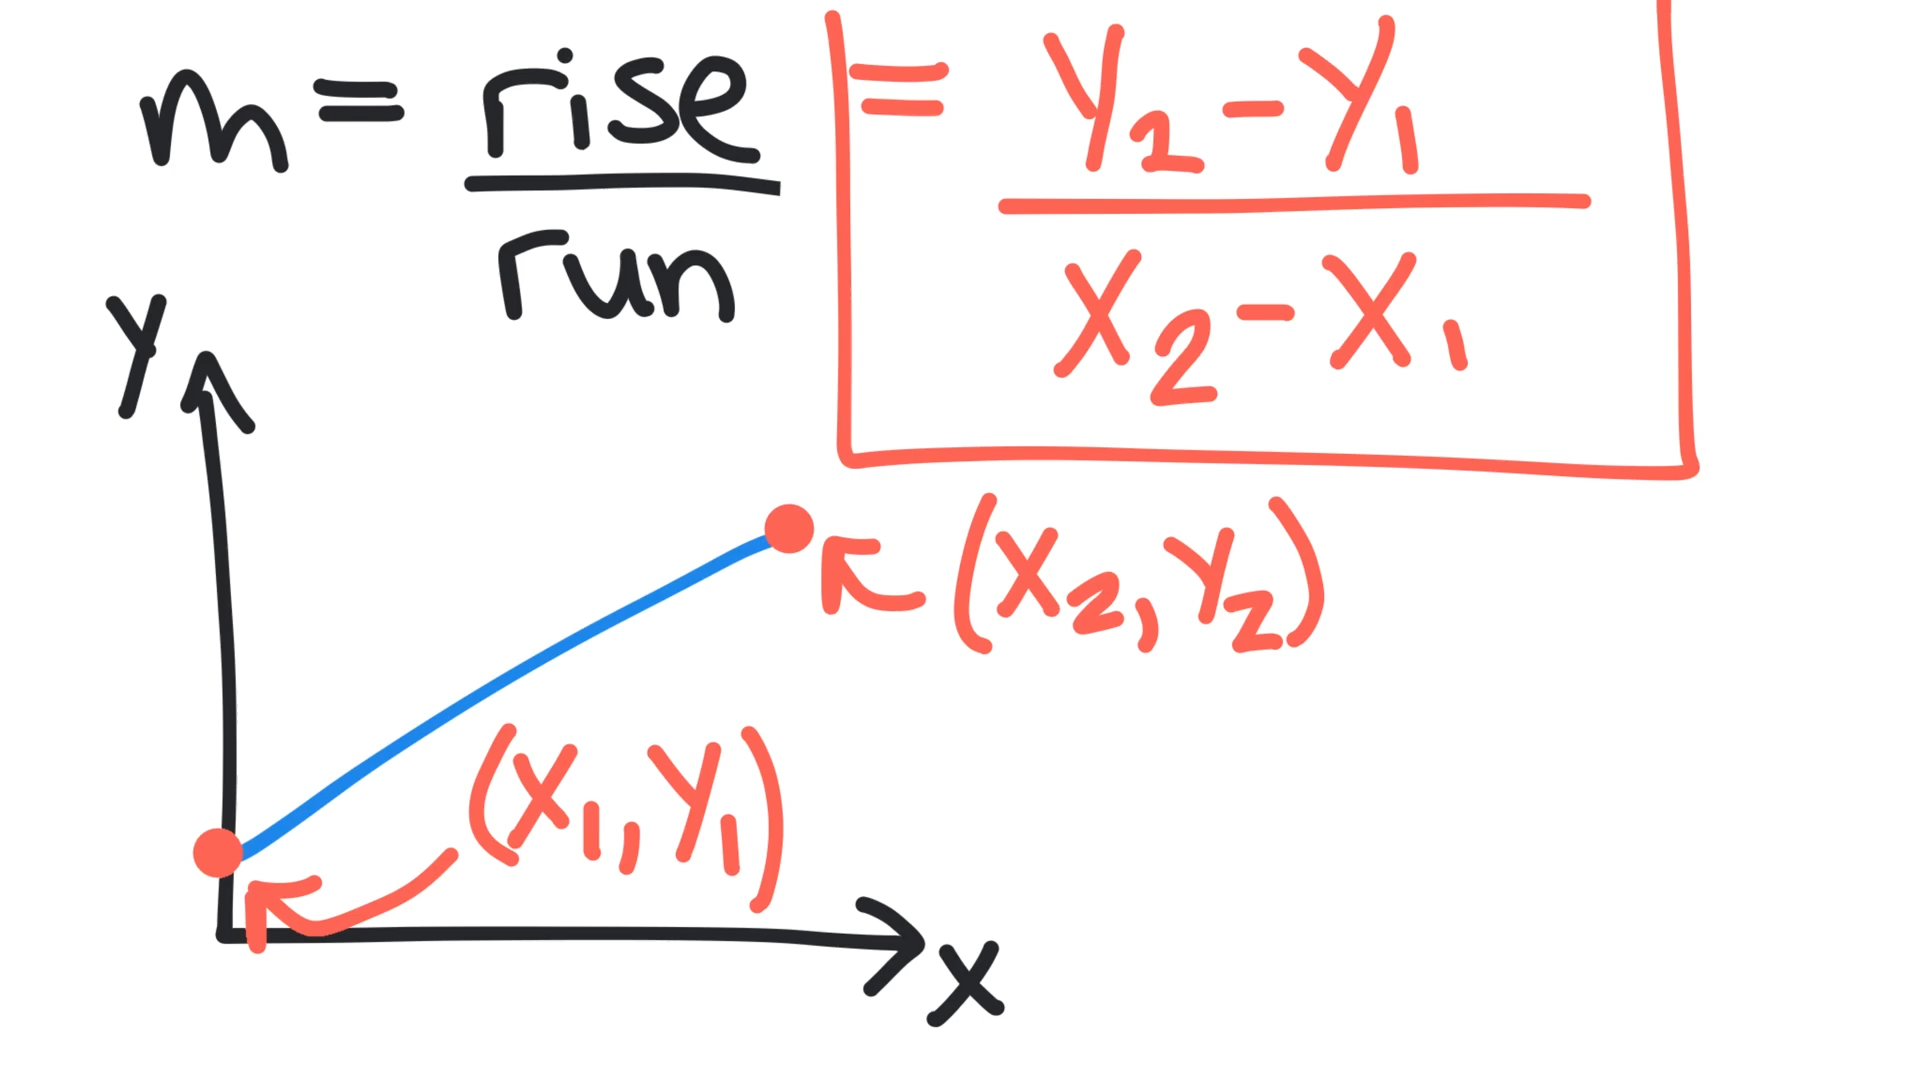 m = rise / run = Y2 - Y1 / X2 - X1
Y
(X2, Y2)
(X1, Y1)
X